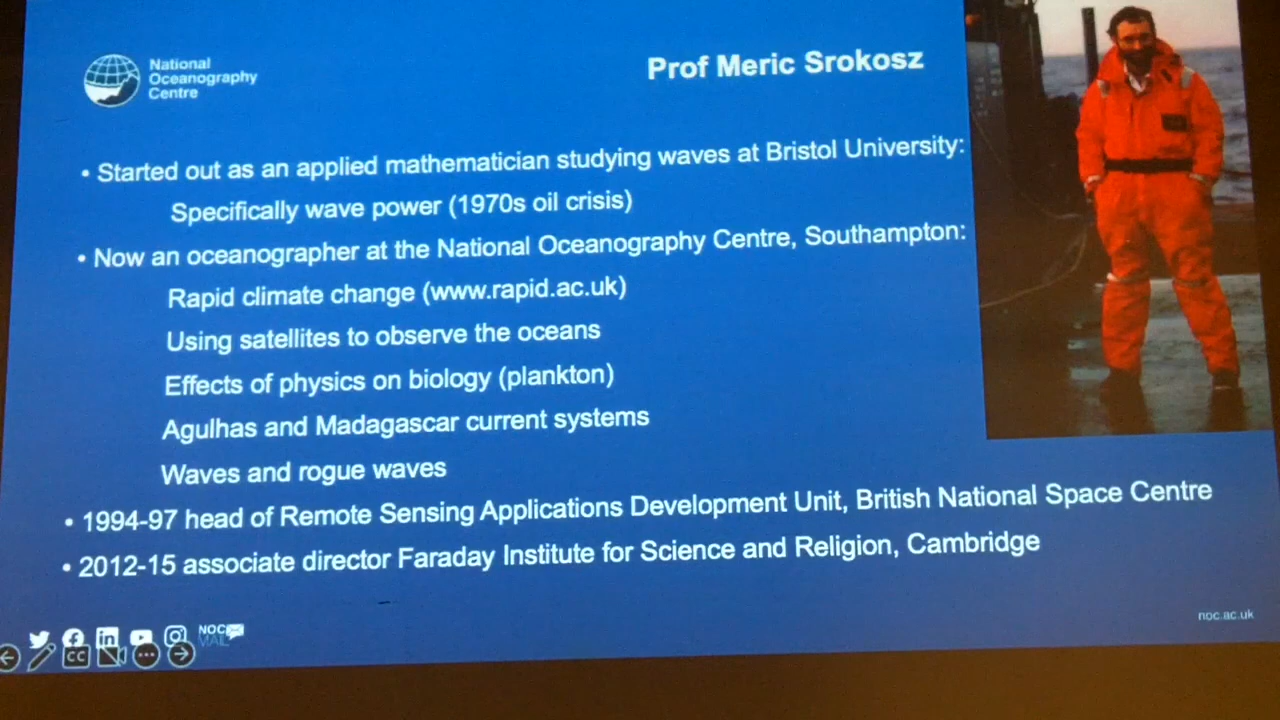 National
Oceanography
Centre
Prof Meric Srokosz
• Started out as an applied mathematician studying waves at Bristol University:
Specifically wave power (1970s oil crisis)
• Now an oceanographer at the National Oceanography Centre, Southampton:
Rapid climate change (www.rapid.ac.uk)
Using satellites to observe the oceans
Effects of physics on biology (plankton)
Agulhas and Madagascar current systems
Waves and rogue waves
• 1994-97 head of Remote Sensing Applications Development Unit, British National Space Centre
• 2012-15 associate director Faraday Institute for Science and Religion, Cambridge
noc.ac.uk
NOC
MAIL
CC